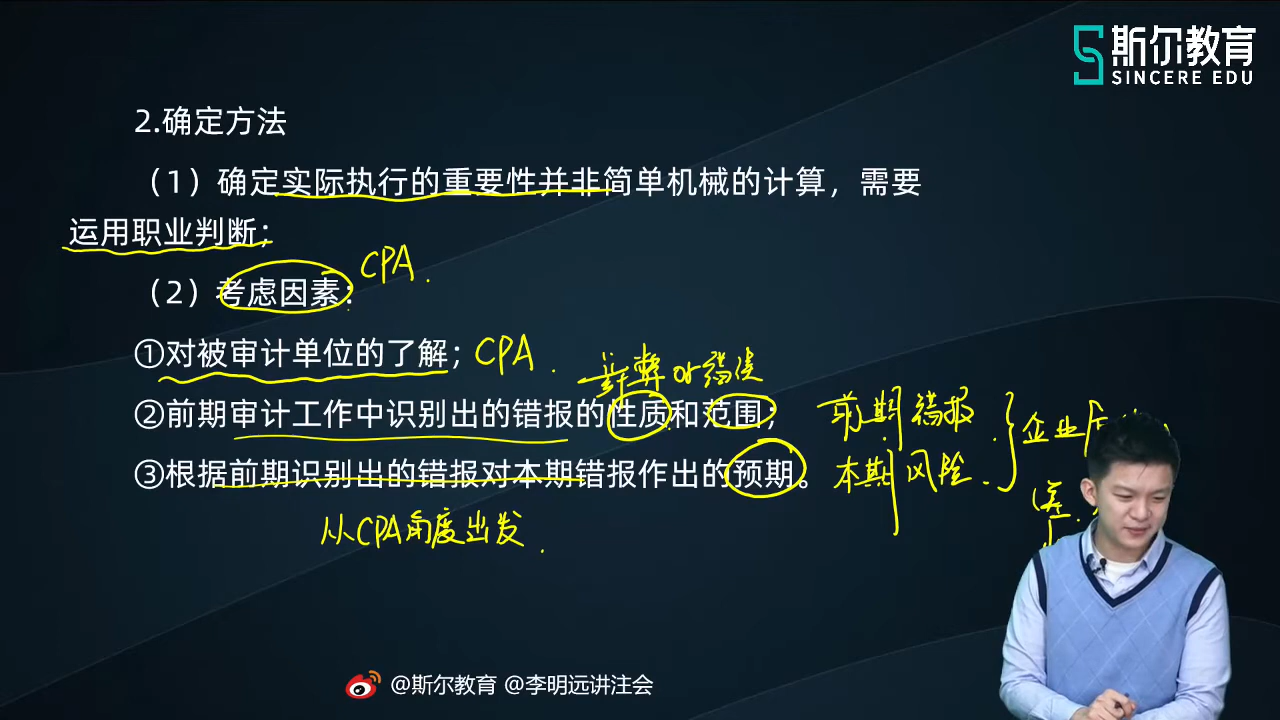 斯尔教育
SINCERE EDU
2.确定方法
（1）确定实际执行的重要性并非简单机械的计算，需要
运用职业判断；
CPA.
（2）考虑因素：
①对被审计单位的了解；CPA.
舞弊or错误
②前期审计工作中识别出的错报的性质和范围；前期错报.
企业
③根据前期识别出的错报对本期错报作出的预期。本期风险.
从CPA角度出发.
@斯尔教育 @李明远讲注会